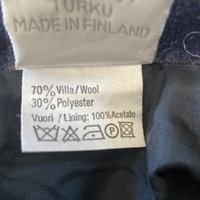 TURKU
MADE IN FINLAND
70% Villa/Wool
30% Polyester
Vuori / Lining: 100% Acetate